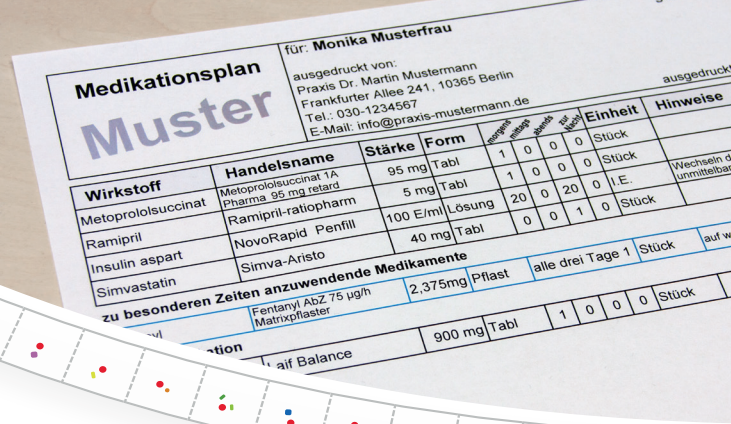 Medikationsplan
Muster
für: Monika Musterfrau
ausgedruckt von:
Praxis Dr. Martin Mustermann
Frankfurter Allee 241, 10365 Berlin
Tel.: 030-1234567
E-Mail: info@praxis-mustermann.de
Wirkstoff Handelsname Stärke Form morgens mittags abends zur Nacht Einheit Hinweise
Metoprololsuccinat Metoprololsuccinat 1A Pharma 95 mg retard 95 mg Tabl 1 0 0 0 Stück
Ramipril Ramipril-ratiopharm 5 mg Tabl 1 0 0 0 Stück
Insulin aspart NovoRapid Penfill 100 E/ml Lösung 20 0 20 0 I.E. Wechseln
Simvastatin Simva-Aristo 40 mg Tabl 0 0 1 0 Stück
zu besonderen Zeiten anzuwendende Medikamente
Fentanyl AbZ 75 µg/h Matrixpflaster 2,375mg Pflast alle drei Tage 1 Stück auf
Laif Balance 900 mg Tabl 1 0 0 0 Stück